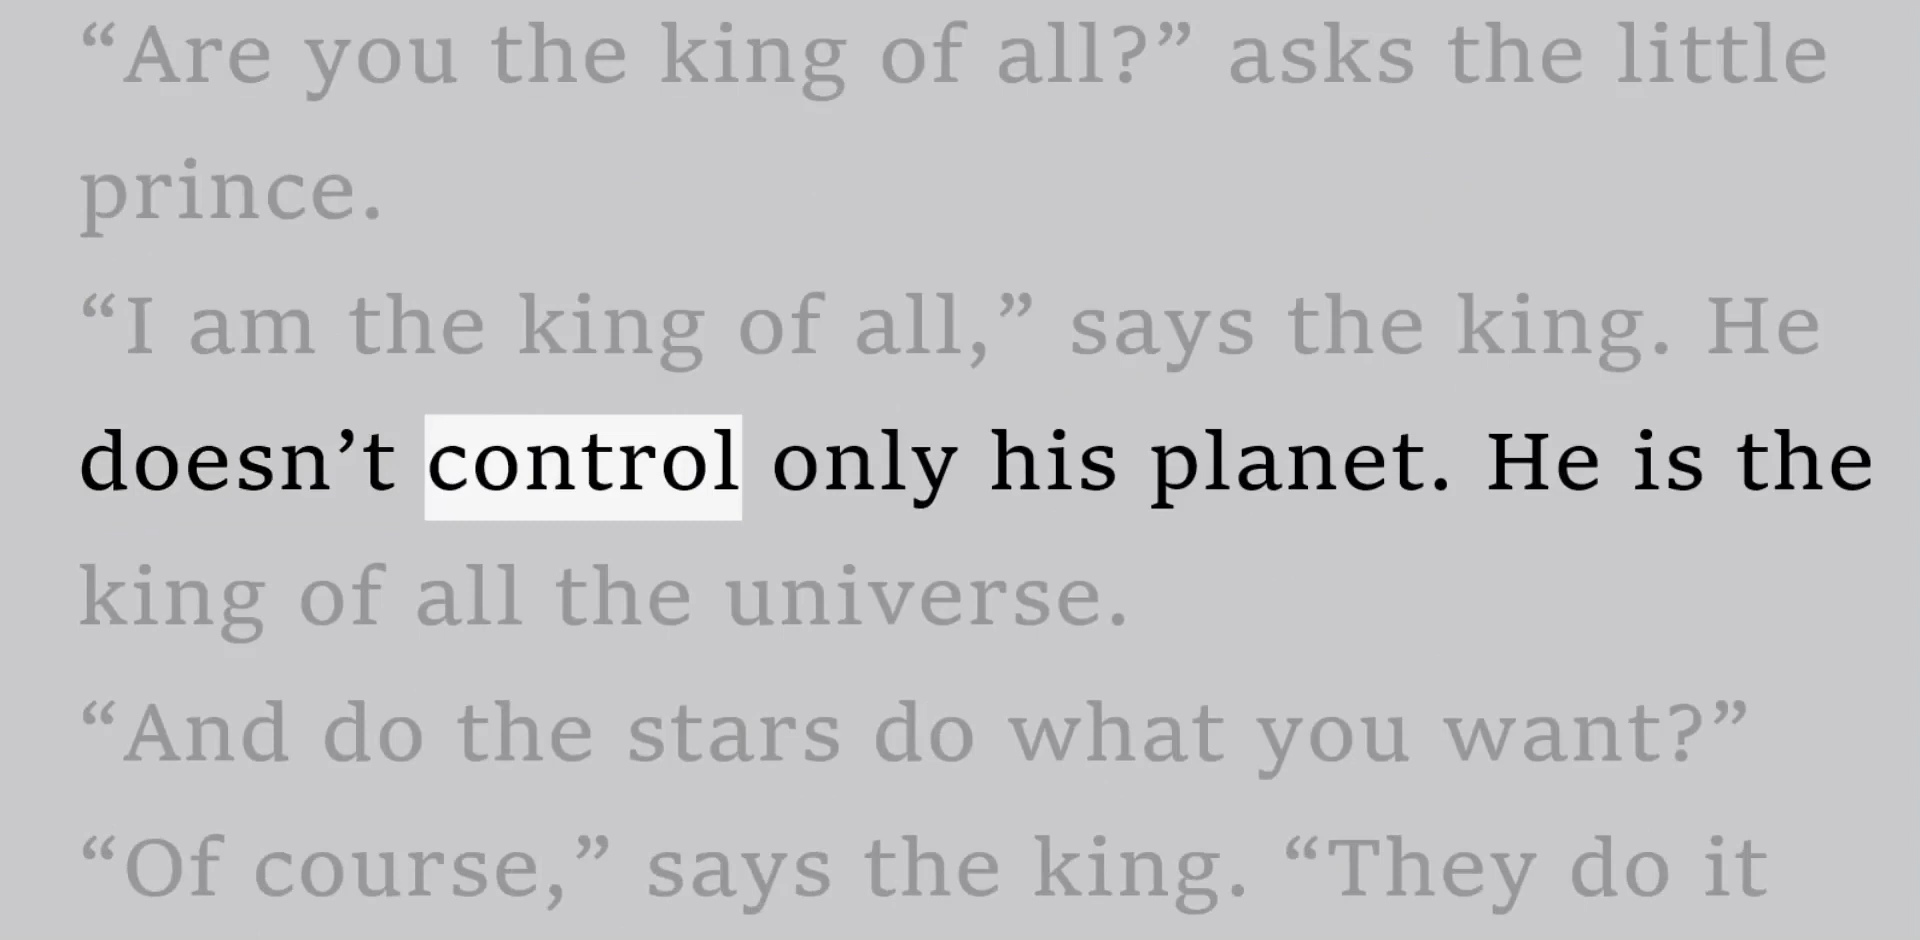 “Are you the king of all?” asks the little
prince.
“I am the king of all,” says the king. He
doesn’t control only his planet. He is the
king of all the universe.
“And do the stars do what you want?”
“Of course,” says the king. “They do it